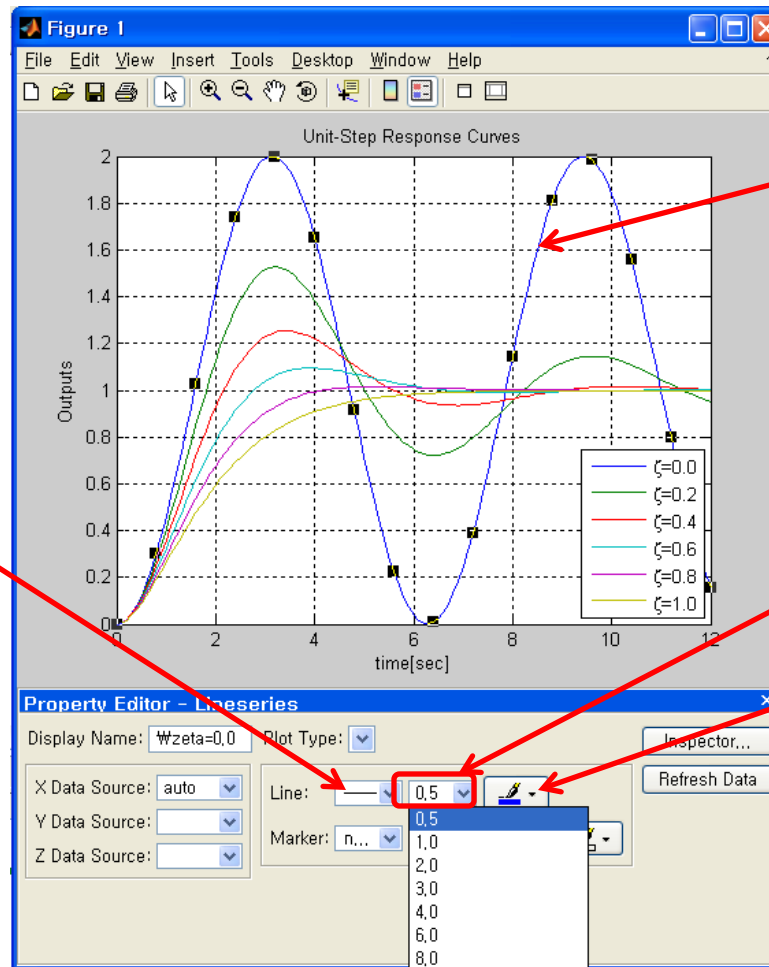 Figure 1
File Edit View Insert Tools Desktop Window Help
Unit-Step Response Curves
2
1.8
1.6
1.4
1.2
1
0.8
0.6
0.4
0.2
0
Outputs
ζ=0.0
ζ=0.2
ζ=0.4
ζ=0.6
ζ=0.8
ζ=1.0
0 2 4 6 8 10 12
time[sec]
Property Editor - Lineseries
Display Name: ₩zeta=0,0 Plot Type: Inspector...
X Data Source: auto Line: 0,5 Refresh Data
Y Data Source:
Z Data Source:
Marker: n...
0,5
1,0
2,0
3,0
4,0
6,0
8,0